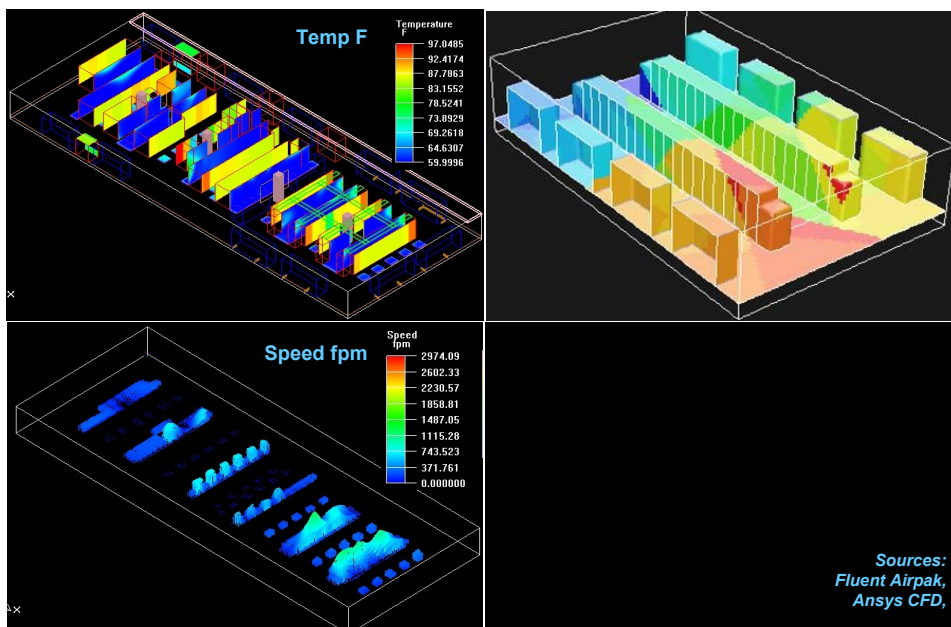 Temp F
Temperature
F
97.0485
92.4174
87.7863
83.1552
78.5241
73.8929
69.2618
64.6307
59.9996
X
Speed fpm
Speed
fpm
2974.09
2602.33
2230.57
1858.81
1487.05
1115.28
743.523
371.761
0.000000
X
Sources:
Fluent Airpak,
Ansys CFD,